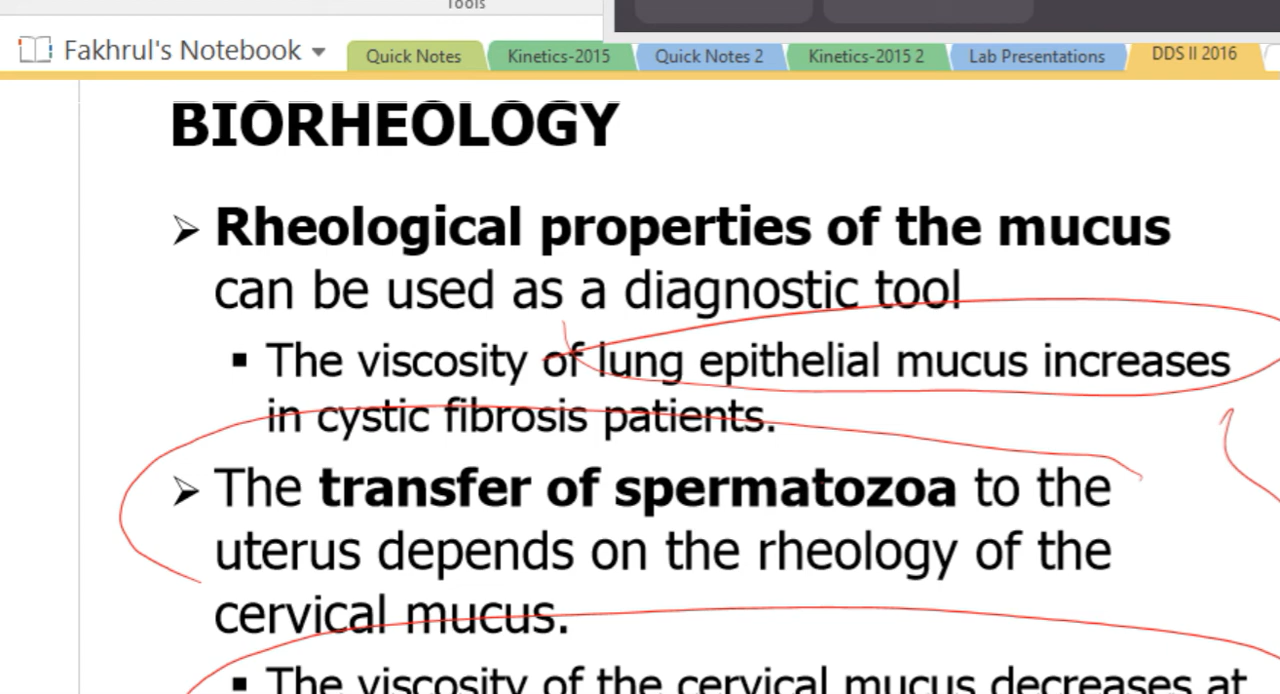 Tools
Fakhrul's Notebook
Quick Notes
Kinetics-2015
Quick Notes 2
Kinetics-2015 2
Lab Presentations
DDS II 2016
BIORHEOLOGY
Rheological properties of the mucus
can be used as a diagnostic tool
The viscosity of lung epithelial mucus increases
in cystic fibrosis patients.
The transfer of spermatozoa to the
uterus depends on the rheology of the
cervical mucus.
The viscosity of the cervical mucus decreases at